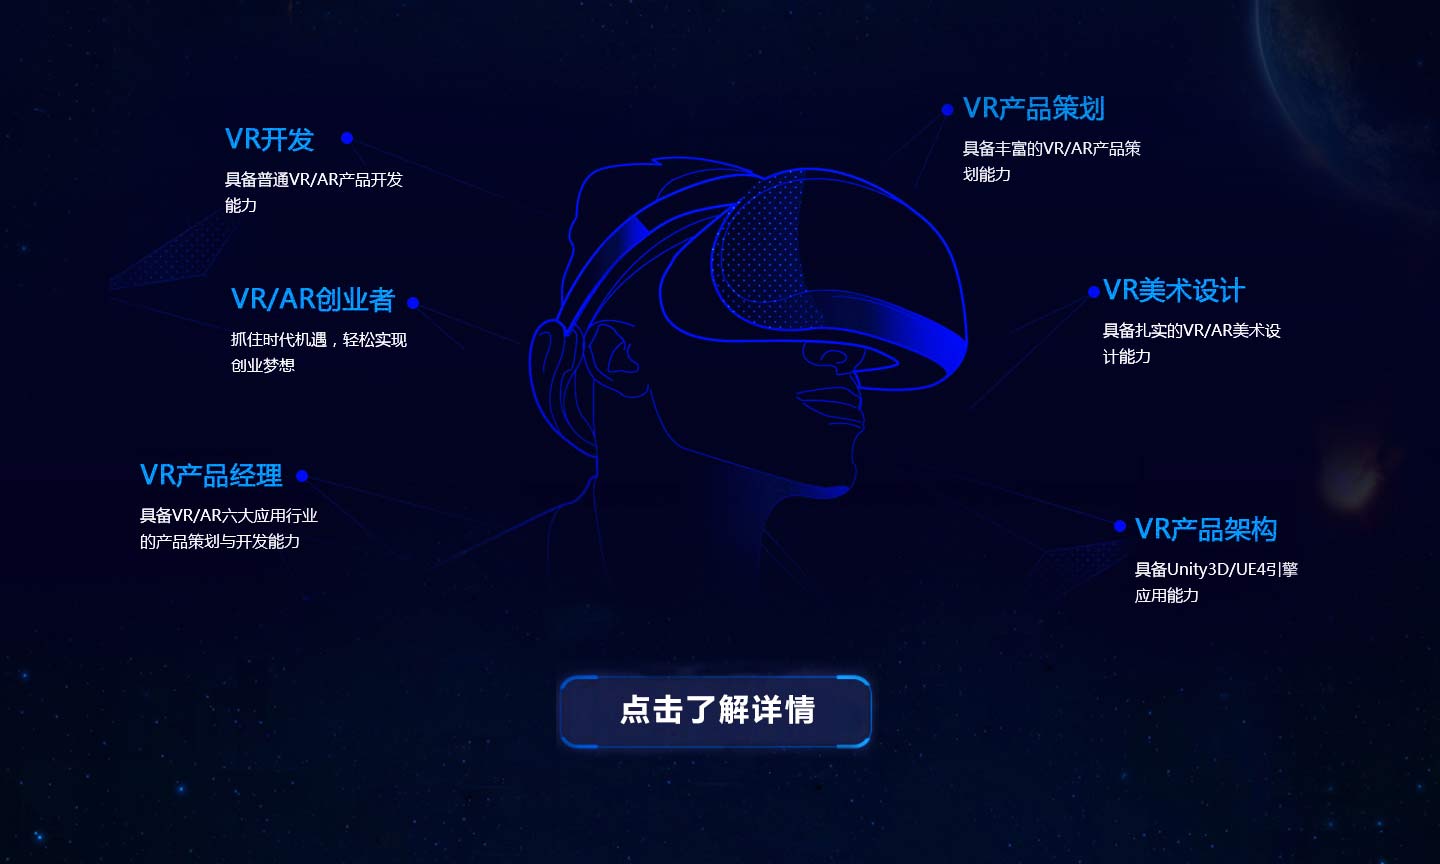 VR开发
具备普通VR/AR产品开发
能力
VR/AR创业者
抓住时代机遇，轻松实现
创业梦想
VR产品经理
具备VR/AR六大应用行业
的产品策划与开发能力
VR产品策划
具备丰富的VR/AR产品策
划能力
VR美术设计
具备扎实的VR/AR美术设
计能力
VR产品架构
具备Unity3D/UE4引擎
应用能力
点击了解详情